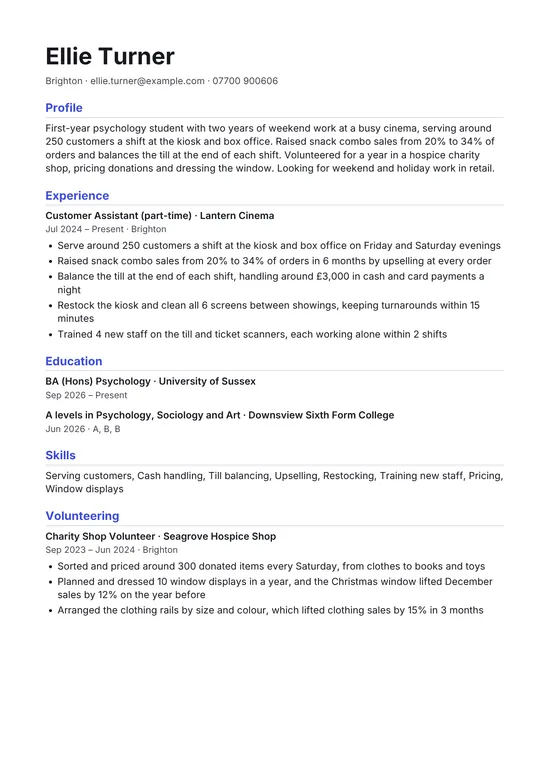 Ellie Turner
Brighton · ellie.turner@example.com · 07700 900606
Profile
First-year psychology student with two years of weekend work at a busy cinema, serving around
250 customers a shift at the kiosk and box office. Raised snack combo sales from 20% to 34% of
orders and balances the till at the end of each shift. Volunteered for a year in a hospice charity
shop, pricing donations and dressing the window. Looking for weekend and holiday work in retail.
Experience
Customer Assistant (part-time) · Lantern Cinema
Jul 2024 – Present · Brighton
• Serve around 250 customers a shift at the kiosk and box office on Friday and Saturday evenings
• Raised snack combo sales from 20% to 34% of orders in 6 months by upselling at every order
• Balance the till at the end of each shift, handling around £3,000 in cash and card payments a
night
• Restock the kiosk and clean all 6 screens between showings, keeping turnarounds within 15
minutes
• Trained 4 new staff on the till and ticket scanners, each working alone within 2 shifts
Education
BA (Hons) Psychology · University of Sussex
Sep 2026 – Present
A levels in Psychology, Sociology and Art · Downsview Sixth Form College
Jun 2026 · A, B, B
Skills
Serving customers, Cash handling, Till balancing, Upselling, Restocking, Training new staff, Pricing,
Window displays
Volunteering
Charity Shop Volunteer · Seagrove Hospice Shop
Sep 2023 – Jun 2024 · Brighton
• Sorted and priced around 300 donated items every Saturday, from clothes to books and toys
• Planned and dressed 10 window displays in a year, and the Christmas window lifted December
sales by 12% on the year before
• Arranged the clothing rails by size and colour, which lifted clothing sales by 15% in 3 months